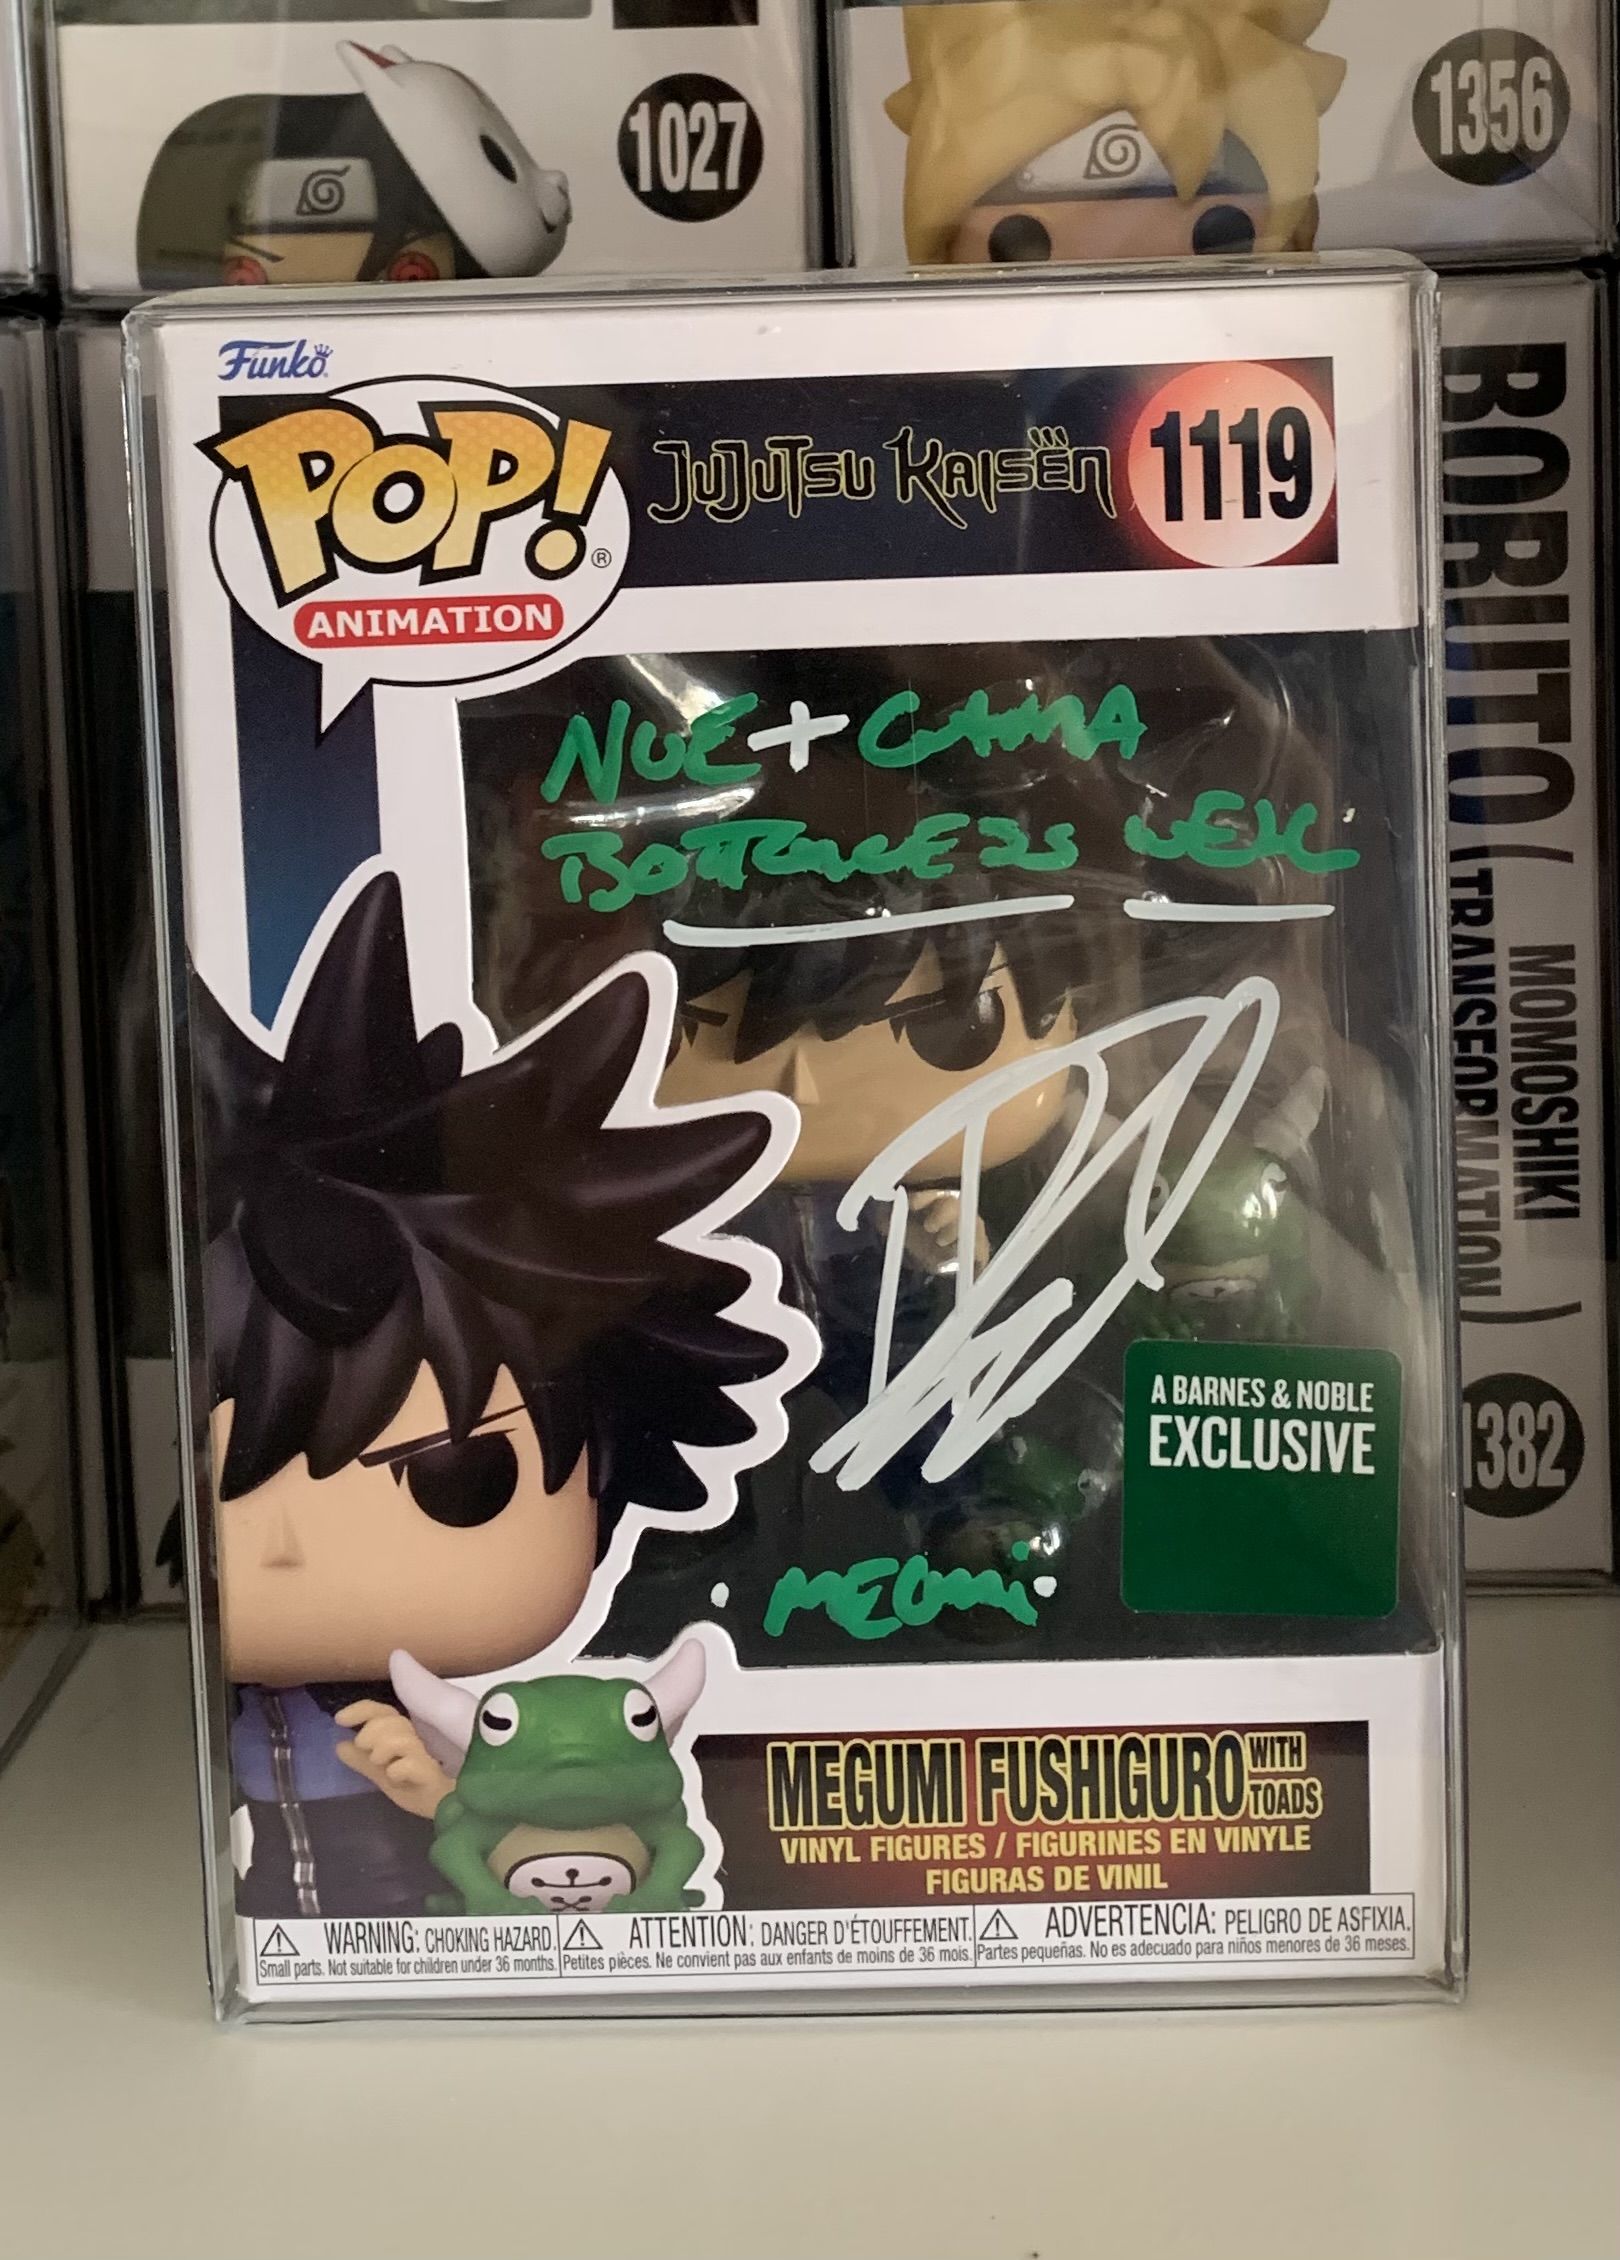 1027
1356
Funko
POP!®
ANIMATION
JUJUTSU KAISEN
1119
NUE + GAMA
BOTTOMLESS WELL
MEGUMI
A BARNES & NOBLE
EXCLUSIVE
MEGUMI FUSHIGURO WITH TOADS
VINYL FIGURES / FIGURINES EN VINYLE
FIGURAS DE VINIL
WARNING: CHOKING HAZARD.
Small parts. Not suitable for children under 36 months.
ATTENTION: DANGER D'ÉTOUFFEMENT.
Petites pièces. Ne convient pas aux enfants de moins de 36 mois.
ADVERTENCIA: PELIGRO DE ASFIXIA.
Partes pequeñas. No es adecuado para niños menores de 36 meses.
BORUTO (MOMOSHIKI
TRANSFORMATION)
1382